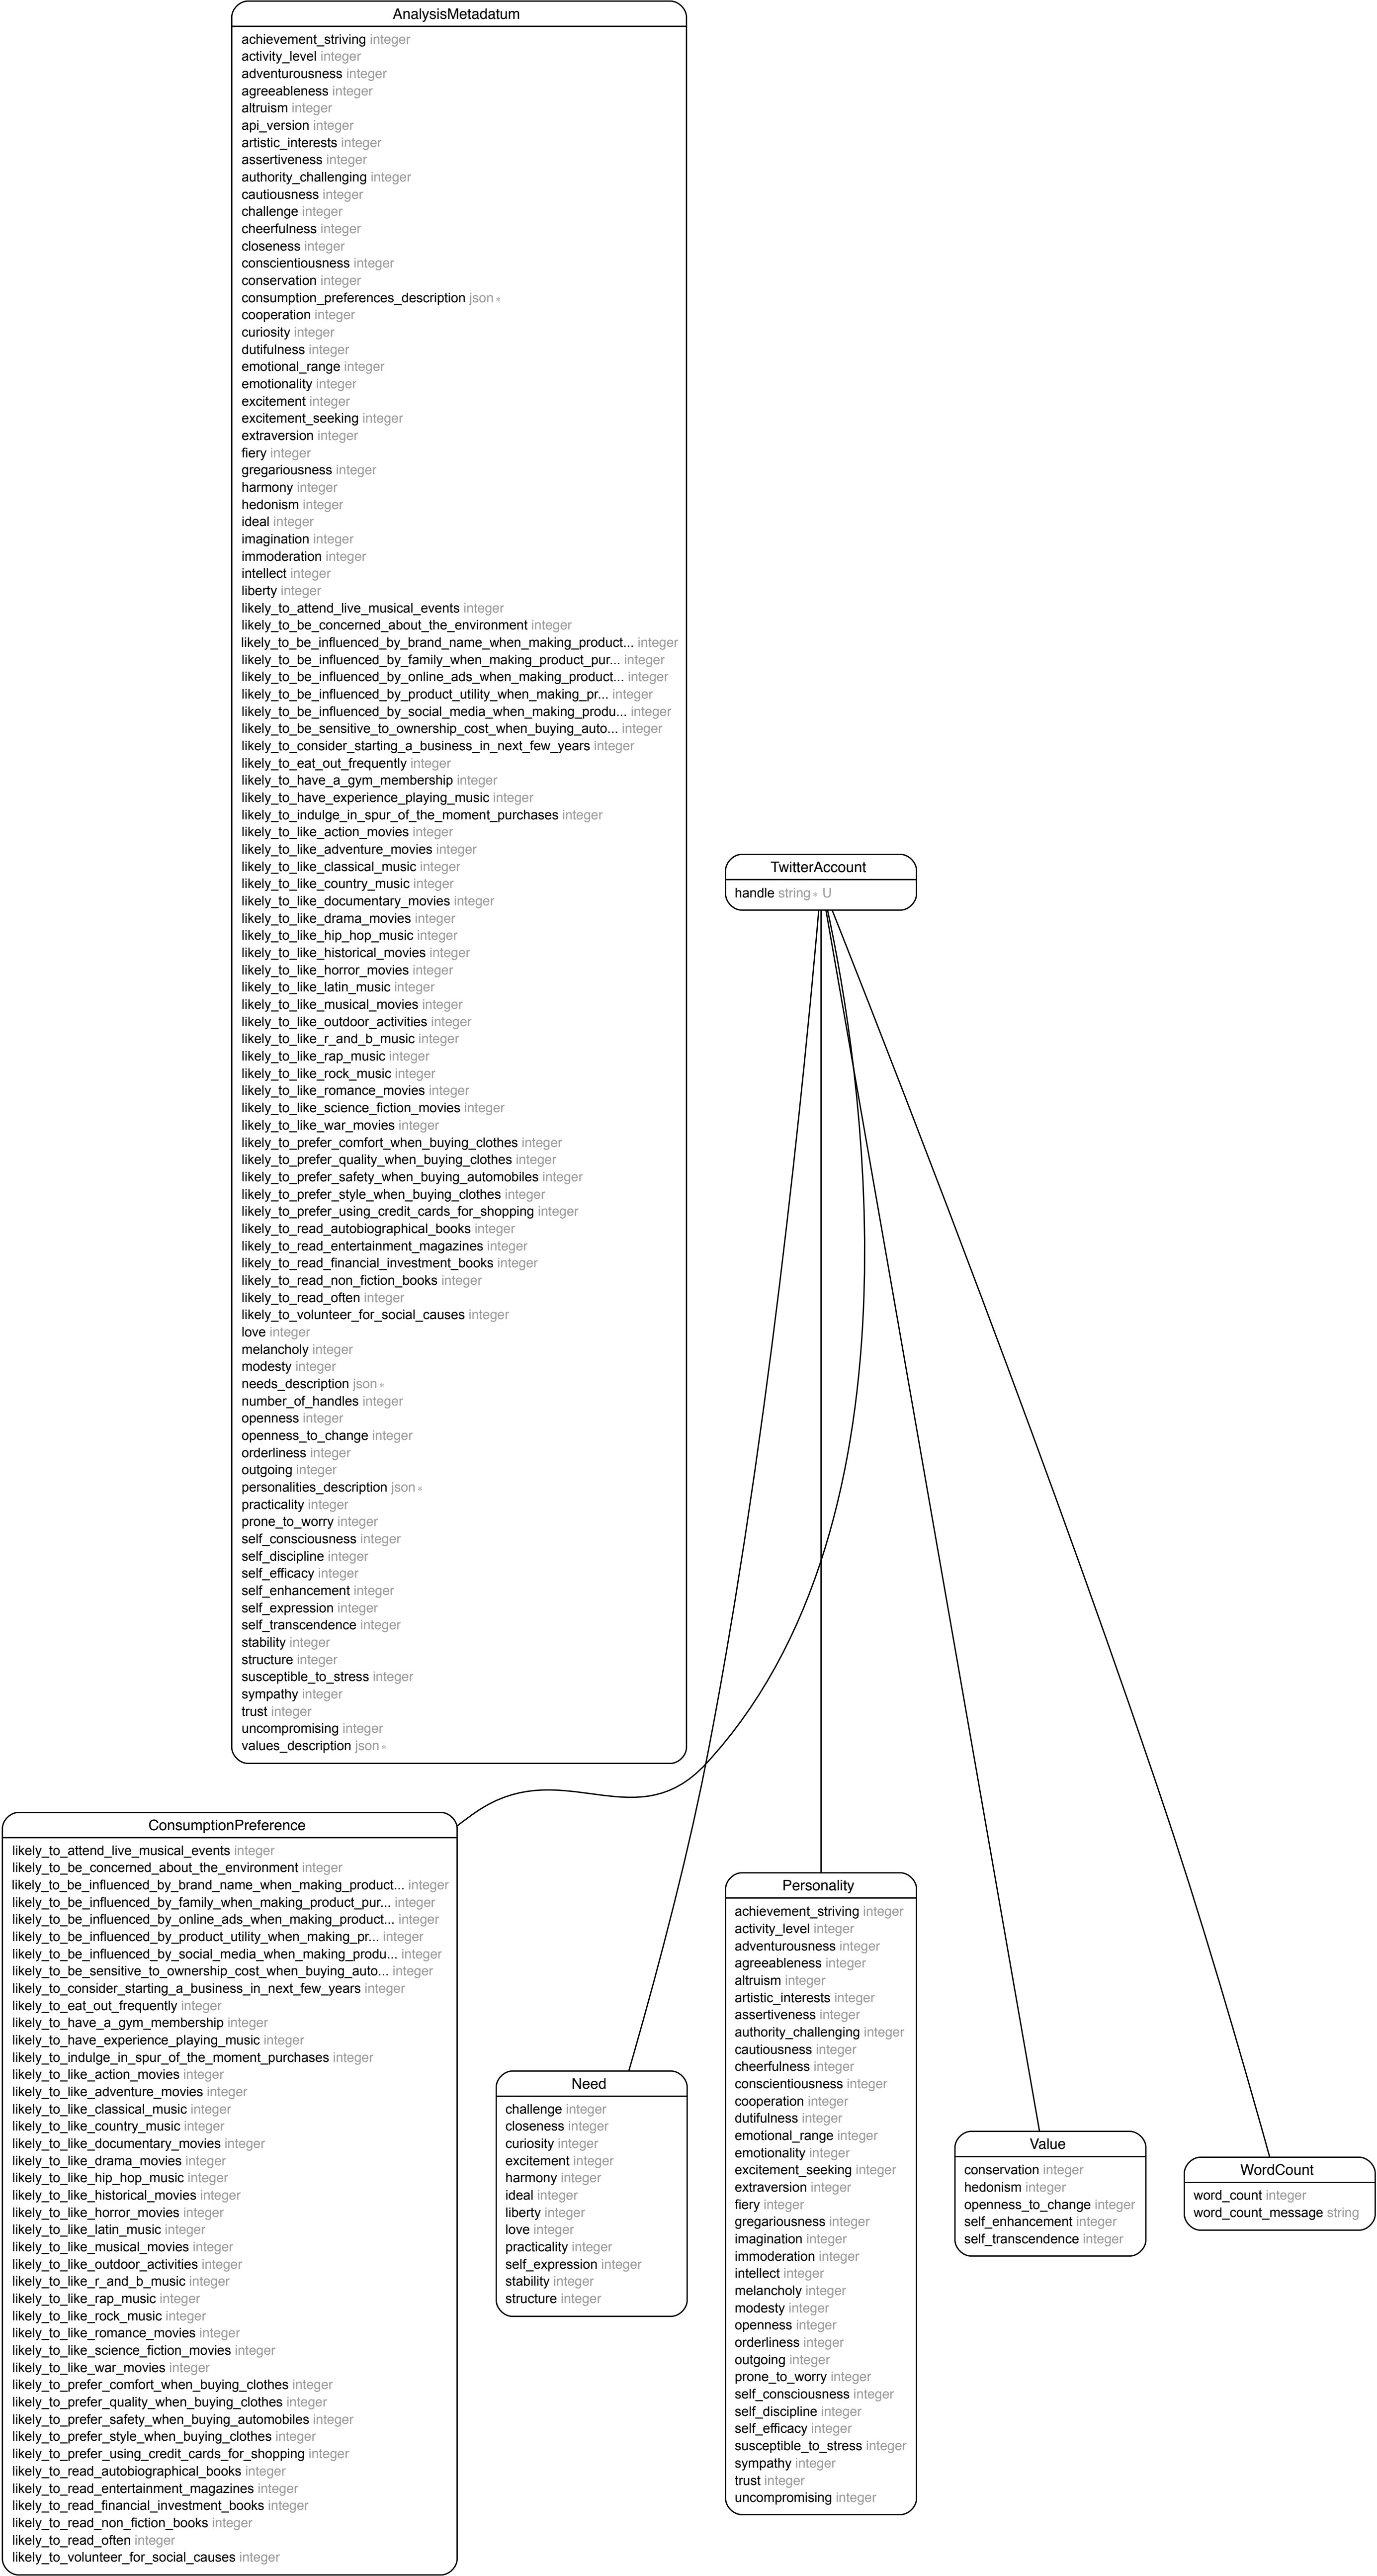 AnalysisMetadatum
achievement_striving integer
activity_level integer
adventurousness integer
agreeableness integer
altruism integer
api_version integer
artistic_interests integer
assertiveness integer
authority_challenging integer
cautiousness integer
challenge integer
cheerfulness integer
closeness integer
conscientiousness integer
conservation integer
consumption_preferences_description json •
cooperation integer
curiosity integer
dutifulness integer
emotional_range integer
emotionality integer
excitement integer
excitement_seeking integer
extraversion integer
fiery integer
gregariousness integer
harmony integer
hedonism integer
ideal integer
imagination integer
immoderation integer
intellect integer
liberty integer
likely_to_attend_live_musical_events integer
likely_to_be_concerned_about_the_environment integer
likely_to_be_influenced_by_brand_name_when_making_product... integer
likely_to_be_influenced_by_family_when_making_product_pur... integer
likely_to_be_influenced_by_online_ads_when_making_product... integer
likely_to_be_influenced_by_product_utility_when_making_pr... integer
likely_to_be_influenced_by_social_media_when_making_produ... integer
likely_to_be_sensitive_to_ownership_cost_when_buying_auto... integer
likely_to_consider_starting_a_business_in_next_few_years integer
likely_to_eat_out_frequently integer
likely_to_have_a_gym_membership integer
likely_to_have_experience_playing_music integer
likely_to_indulge_in_spur_of_the_moment_purchases integer
likely_to_like_action_movies integer
likely_to_like_adventure_movies integer
likely_to_like_classical_music integer
likely_to_like_country_music integer
likely_to_like_documentary_movies integer
likely_to_like_drama_movies integer
likely_to_like_hip_hop_music integer
likely_to_like_historical_movies integer
likely_to_like_horror_movies integer
likely_to_like_latin_music integer
likely_to_like_musical_movies integer
likely_to_like_outdoor_activities integer
likely_to_like_r_and_b_music integer
likely_to_like_rap_music integer
likely_to_like_rock_music integer
likely_to_like_romance_movies integer
likely_to_like_science_fiction_movies integer
likely_to_like_war_movies integer
likely_to_prefer_comfort_when_buying_clothes integer
likely_to_prefer_quality_when_buying_clothes integer
likely_to_prefer_safety_when_buying_automobiles integer
likely_to_prefer_style_when_buying_clothes integer
likely_to_prefer_using_credit_cards_for_shopping integer
likely_to_read_autobiographical_books integer
likely_to_read_entertainment_magazines integer
likely_to_read_financial_investment_books integer
likely_to_read_non_fiction_books integer
likely_to_read_often integer
likely_to_volunteer_for_social_causes integer
love integer
melancholy integer
modesty integer
needs_description json •
number_of_handles integer
openness integer
openness_to_change integer
orderliness integer
outgoing integer
personalities_description json •
practicality integer
prone_to_worry integer
self_consciousness integer
self_discipline integer
self_efficacy integer
self_enhancement integer
self_expression integer
self_transcendence integer
stability integer
structure integer
susceptible_to_stress integer
sympathy integer
trust integer
uncompromising integer
values_description json •
TwitterAccount
handle string • U
ConsumptionPreference
likely_to_attend_live_musical_events integer
likely_to_be_concerned_about_the_environment integer
likely_to_be_influenced_by_brand_name_when_making_product... integer
likely_to_be_influenced_by_family_when_making_product_pur... integer
likely_to_be_influenced_by_online_ads_when_making_product... integer
likely_to_be_influenced_by_product_utility_when_making_pr... integer
likely_to_be_influenced_by_social_media_when_making_produ... integer
likely_to_be_sensitive_to_ownership_cost_when_buying_auto... integer
likely_to_consider_starting_a_business_in_next_few_years integer
likely_to_eat_out_frequently integer
likely_to_have_a_gym_membership integer
likely_to_have_experience_playing_music integer
likely_to_indulge_in_spur_of_the_moment_purchases integer
likely_to_like_action_movies integer
likely_to_like_adventure_movies integer
likely_to_like_classical_music integer
likely_to_like_country_music integer
likely_to_like_documentary_movies integer
likely_to_like_drama_movies integer
likely_to_like_hip_hop_music integer
likely_to_like_historical_movies integer
likely_to_like_horror_movies integer
likely_to_like_latin_music integer
likely_to_like_musical_movies integer
likely_to_like_outdoor_activities integer
likely_to_like_r_and_b_music integer
likely_to_like_rap_music integer
likely_to_like_rock_music integer
likely_to_like_romance_movies integer
likely_to_like_science_fiction_movies integer
likely_to_like_war_movies integer
likely_to_prefer_comfort_when_buying_clothes integer
likely_to_prefer_quality_when_buying_clothes integer
likely_to_prefer_safety_when_buying_automobiles integer
likely_to_prefer_style_when_buying_clothes integer
likely_to_prefer_using_credit_cards_for_shopping integer
likely_to_read_autobiographical_books integer
likely_to_read_entertainment_magazines integer
likely_to_read_financial_investment_books integer
likely_to_read_non_fiction_books integer
likely_to_read_often integer
likely_to_volunteer_for_social_causes integer
Need
challenge integer
closeness integer
curiosity integer
excitement integer
harmony integer
ideal integer
liberty integer
love integer
practicality integer
self_expression integer
stability integer
structure integer
Personality
achievement_striving integer
activity_level integer
adventurousness integer
agreeableness integer
altruism integer
artistic_interests integer
assertiveness integer
authority_challenging integer
cautiousness integer
cheerfulness integer
conscientiousness integer
cooperation integer
dutifulness integer
emotional_range integer
emotionality integer
excitement_seeking integer
extraversion integer
fiery integer
gregariousness integer
imagination integer
immoderation integer
intellect integer
melancholy integer
modesty integer
openness integer
orderliness integer
outgoing integer
prone_to_worry integer
self_consciousness integer
self_discipline integer
self_efficacy integer
susceptible_to_stress integer
sympathy integer
trust integer
uncompromising integer
Value
conservation integer
hedonism integer
openness_to_change integer
self_enhancement integer
self_transcendence integer
WordCount
word_count integer
word_count_message string